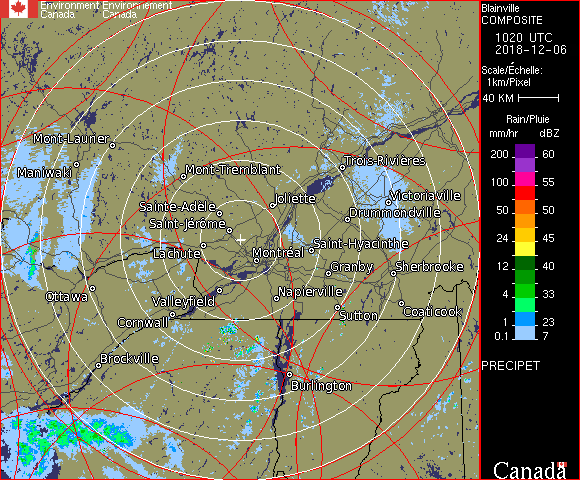 Environment Environnement
Canada Canada
Blainville
COMPOSITE
1020 UTC
2018-12-06
Scale/Échelle:
1km/Pixel
40 KM
Rain/Pluie
mm/hr dBZ
200 60
100 55
50 50
24 45
12 40
4 33
1 23
0.1 7
PRECIPET
Canada
Mont-Laurier
Maniwaki
Mont-Tremblant
Trois-Rivières
Sainte-Adèle
Joliette
Victoriaville
Saint-Jérôme
Drummondville
Lachute
Montréal
Saint-Hyacinthe
Granby
Sherbrooke
Ottawa
Valleyfield
Napierville
Cornwall
Sutton
Coaticook
Brockville
Burlington